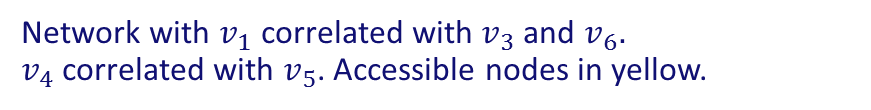 Network with v₁ correlated with v₃ and v₆.
v₄ correlated with v₅. Accessible nodes in yellow.